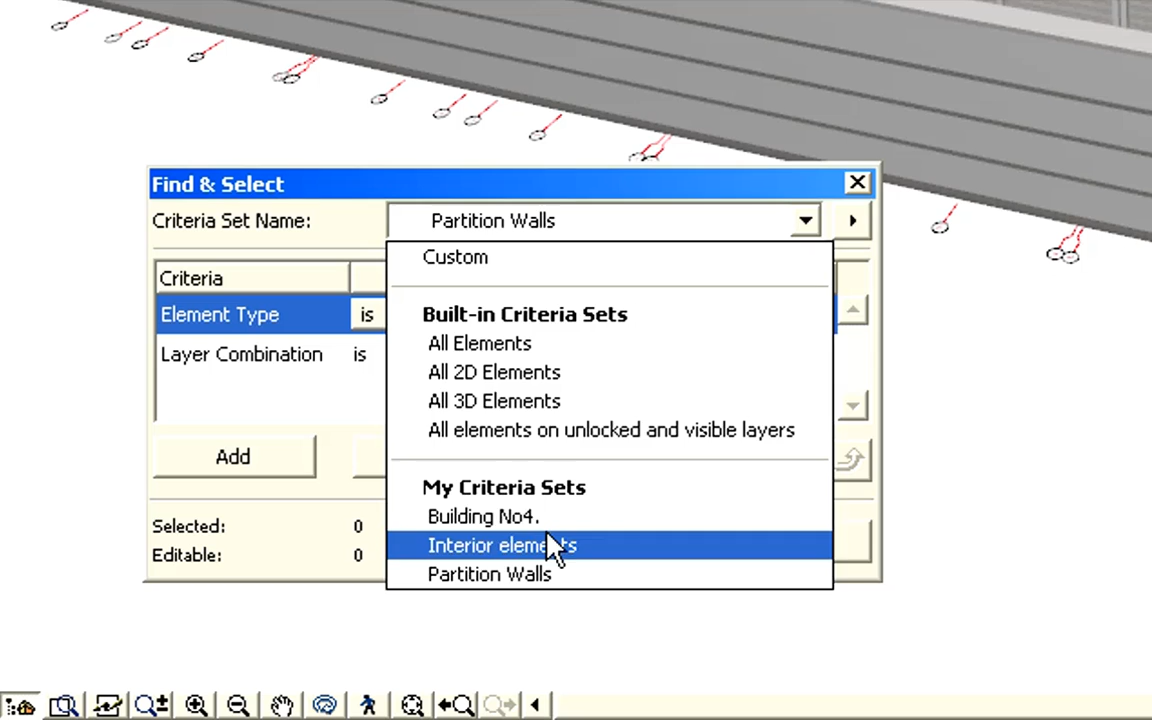 Find & Select
Criteria Set Name:
Partition Walls
Custom
Criteria
Element Type is
Layer Combination is
Built-in Criteria Sets
All Elements
All 2D Elements
All 3D Elements
All elements on unlocked and visible layers
Add
My Criteria Sets
Building No4.
Interior elements
Partition Walls
Selected: 0
Editable: 0